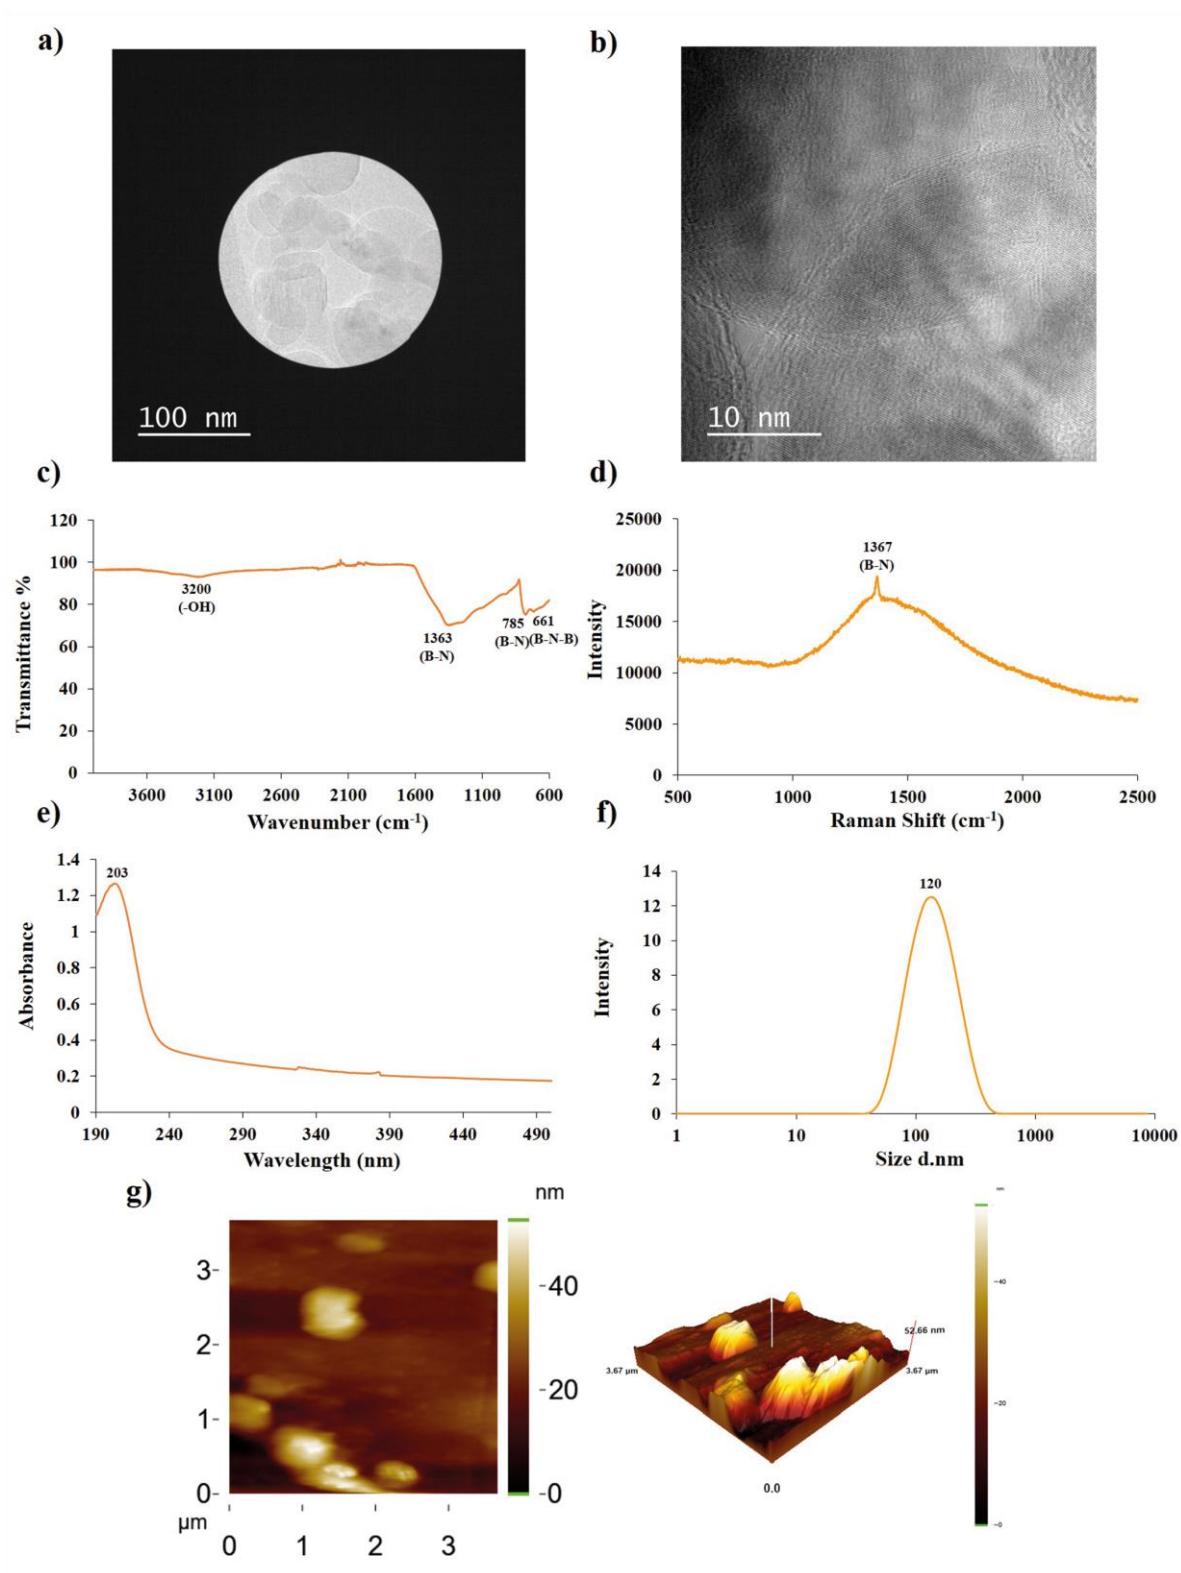 a)
b)
100 nm
10 nm
c)
d)
120
100
80
60
40
20
0
Transmittance %
3200
(-OH)
1363
(B-N)
785
(B-N)
661
(B-N-B)
3600 3100 2600 2100 1600 1100 600
Wavenumber (cm-1)
25000
20000
15000
10000
5000
0
Intensity
1367
(B-N)
500 1000 1500 2000 2500
Raman Shift (cm-1)
e)
f)
1.4
1.2
1
0.8
0.6
0.4
0.2
0
Absorbance
203
190 240 290 340 390 440 490
Wavelength (nm)
14
12
10
8
6
4
2
0
Intensity
120
1 10 100 1000 10000
Size d.nm
g)
nm
3
2
1
0
µm
0 1 2 3
40
20
0
52.66 nm
3.67 µm
3.67 µm
0.0
40
20
0